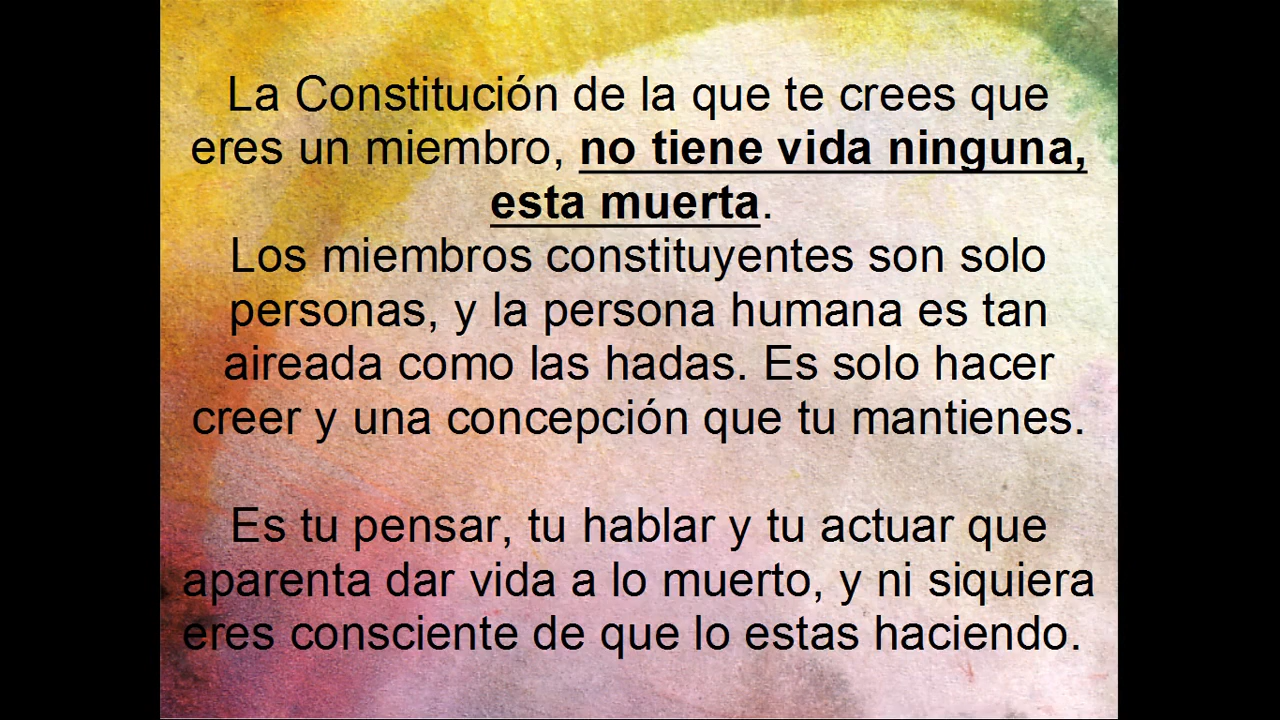 La Constitución de la que te crees que
eres un miembro, no tiene vida ninguna,
esta muerta.
Los miembros constituyentes son solo
personas, y la persona humana es tan
aireada como las hadas. Es solo hacer
creer y una concepción que tu mantienes.
Es tu pensar, tu hablar y tu actuar que
aparenta dar vida a lo muerto, y ni siquiera
eres consciente de que lo estas haciendo.